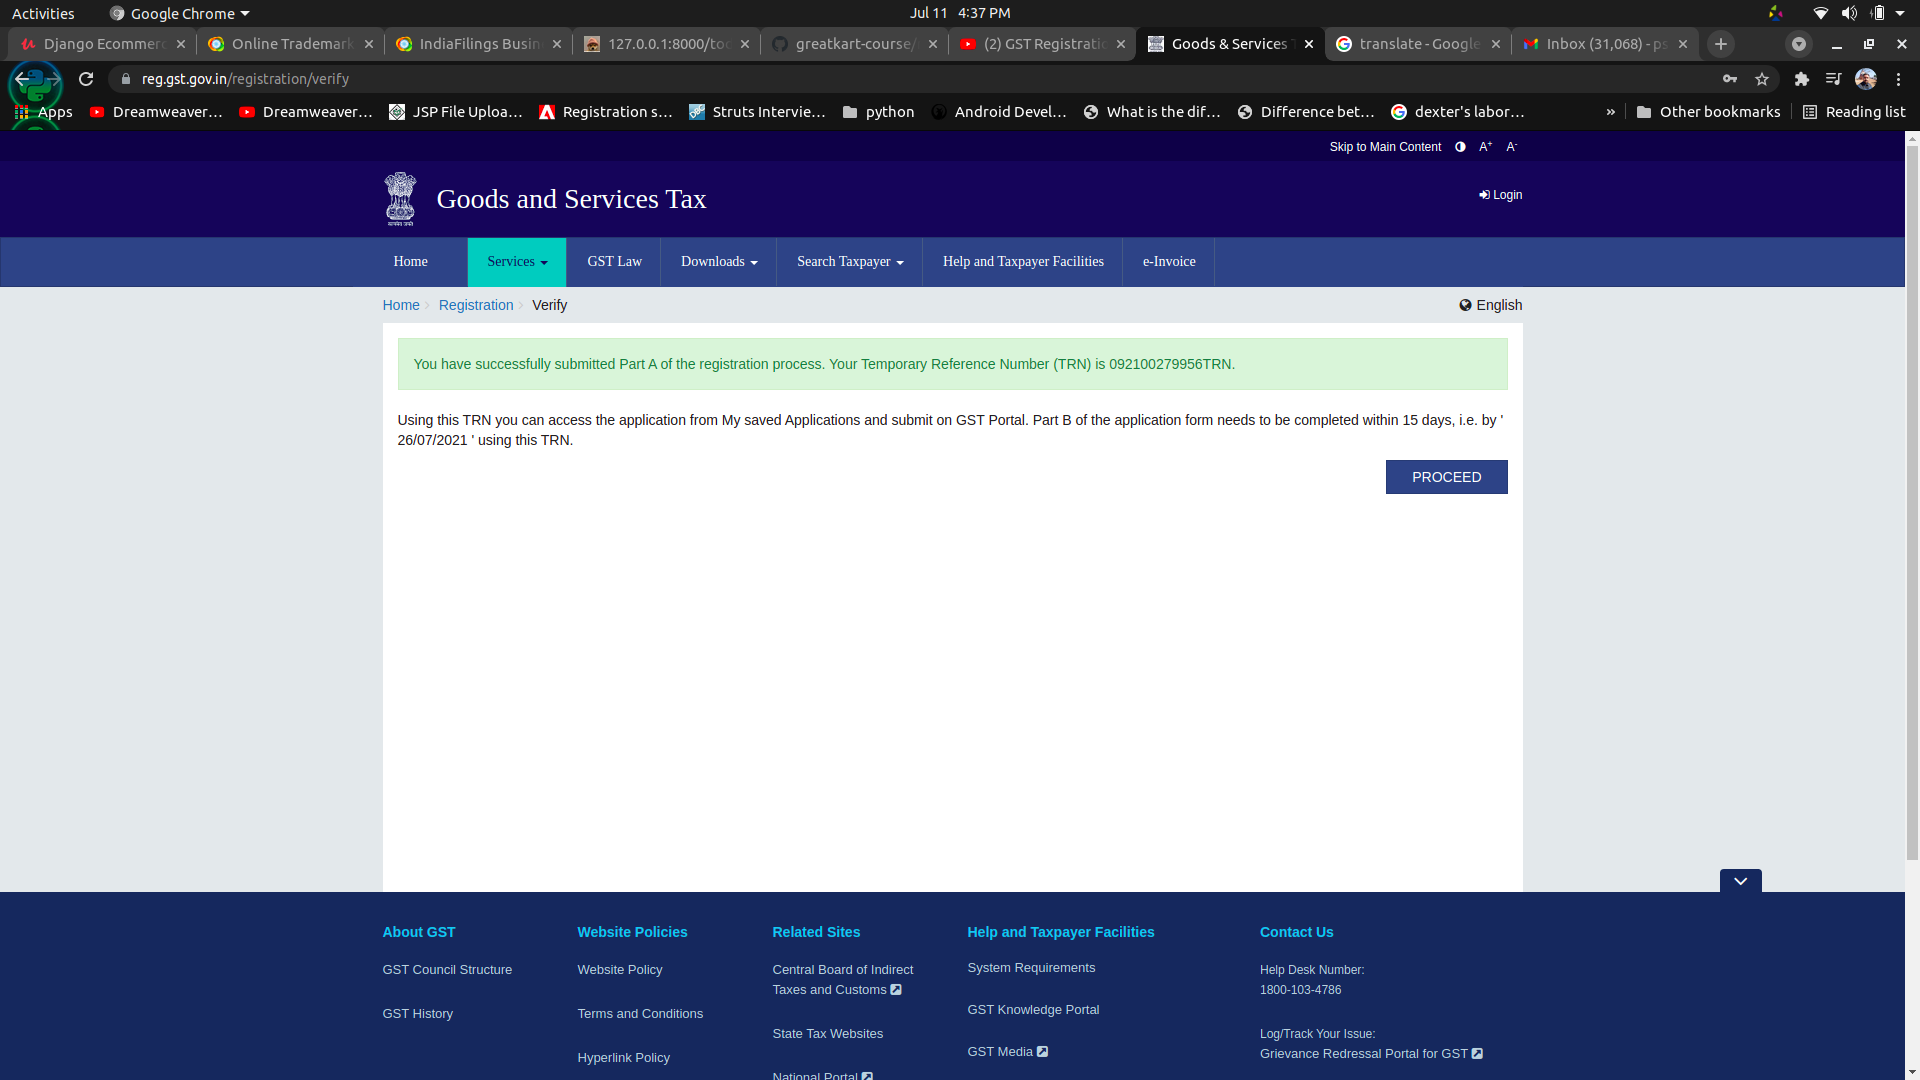 Activities Google Chrome Jul 11 4:37 PM
Django Ecommer Online Trademark IndiaFilings Busin 127.0.0.1:8000/too greatkart-course/ (2) GST Registratio Goods & Services T translate - Google Inbox (31,068) - ps
reg.gst.gov.in/registration/verify
Apps Dreamweaver... Dreamweaver... JSP File Uploa... Registration s... Struts Intervie... python Android Devel... What is the dif... Difference bet... dexter's labor... » Other bookmarks Reading list
Skip to Main Content A+ A-
Goods and Services Tax
Login
Home Services GST Law Downloads Search Taxpayer Help and Taxpayer Facilities e-Invoice
Home Registration Verify English
You have successfully submitted Part A of the registration process. Your Temporary Reference Number (TRN) is 092100279956TRN.
Using this TRN you can access the application from My saved Applications and submit on GST Portal. Part B of the application form needs to be completed within 15 days, i.e. by '
26/07/2021 ' using this TRN.
PROCEED
About GST
GST Council Structure
GST History
Website Policies
Website Policy
Terms and Conditions
Hyperlink Policy
Related Sites
Central Board of Indirect
Taxes and Customs
State Tax Websites
National Portal
Help and Taxpayer Facilities
System Requirements
GST Knowledge Portal
GST Media
Contact Us
Help Desk Number:
1800-103-4786
Log/Track Your Issue:
Grievance Redressal Portal for GST